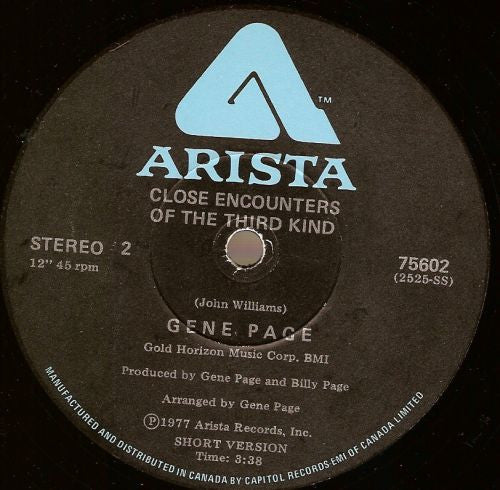 TM
ARISTA
CLOSE ENCOUNTERS
OF THE THIRD KIND
STEREO 2
12" 45 rpm
75602
(2525-SS)
(John Williams)
GENE PAGE
Gold Horizon Music Corp. BMI
Produced by Gene Page and Billy Page
Arranged by Gene Page
Ⓟ1977 Arista Records, Inc.
SHORT VERSION
Time: 3:38
MANUFACTURED AND DISTRIBUTED IN CANADA BY CAPITOL RECORDS EMI OF CANADA LIMITED